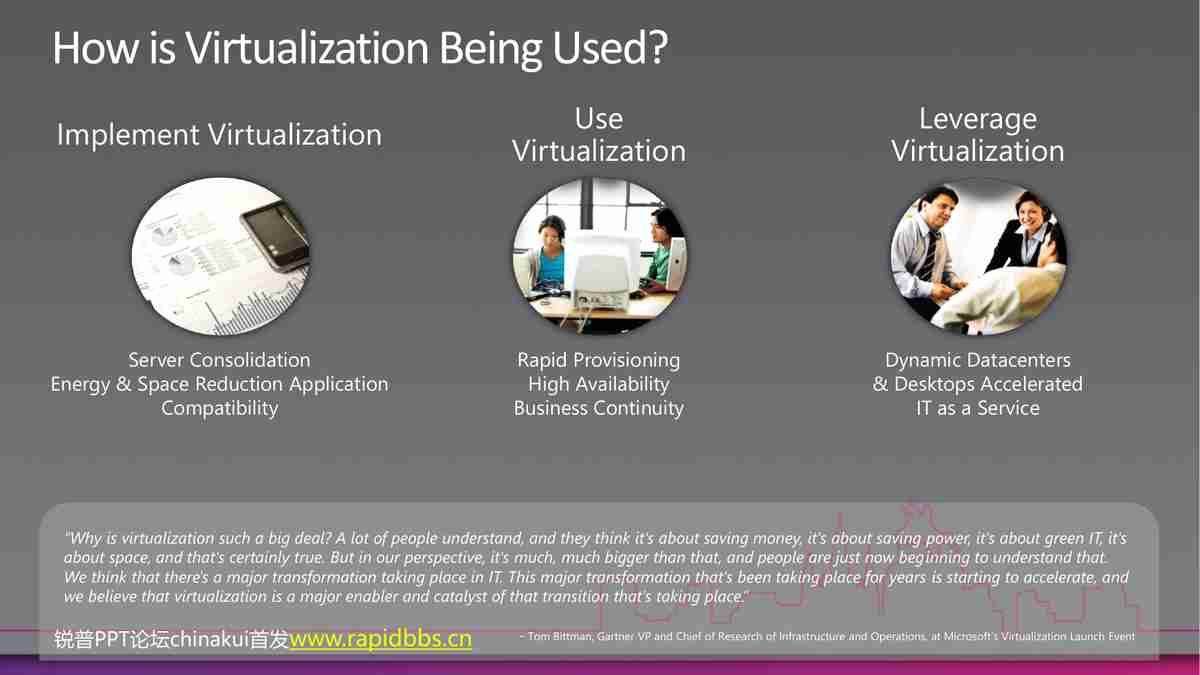 How is Virtualization Being Used?
Implement Virtualization
Use
Virtualization
Leverage
Virtualization
Server Consolidation
Energy & Space Reduction Application
Compatibility
Rapid Provisioning
High Availability
Business Continuity
Dynamic Datacenters
& Desktops Accelerated
IT as a Service
"Why is virtualization such a big deal? A lot of people understand, and they think it's about saving money, it's about saving power, it's about green IT, it's
about space, and that's certainly true. But in our perspective, it's much, much bigger than that, and people are just now beginning to understand that.
We think that there's a major transformation taking place in IT. This major transformation that's been taking place for years is starting to accelerate, and
we believe that virtualization is a major enabler and catalyst of that transition that's taking place."
锐普PPT论坛chinakui首发www.rapidbbs.cn
– Tom Bittman, Gartner VP and Chief of Research of Infrastructure and Operations, at Microsoft's Virtualization Launch Event